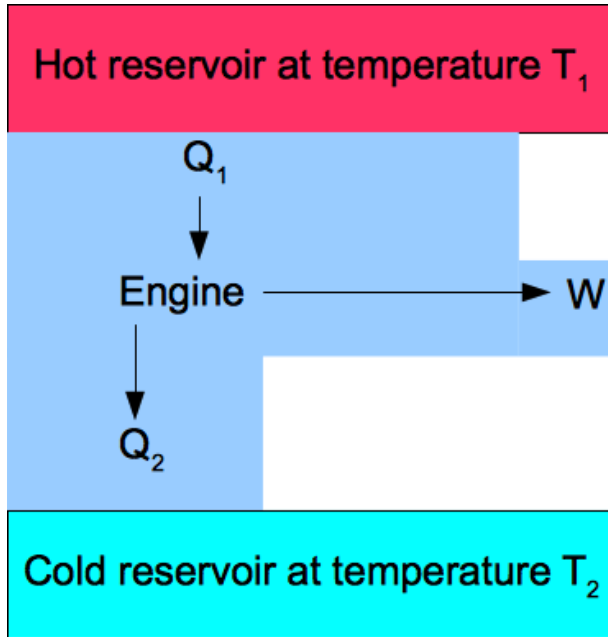 Hot reservoir at temperature T₁
Q₁
Engine
W
Q₂
Cold reservoir at temperature T₂